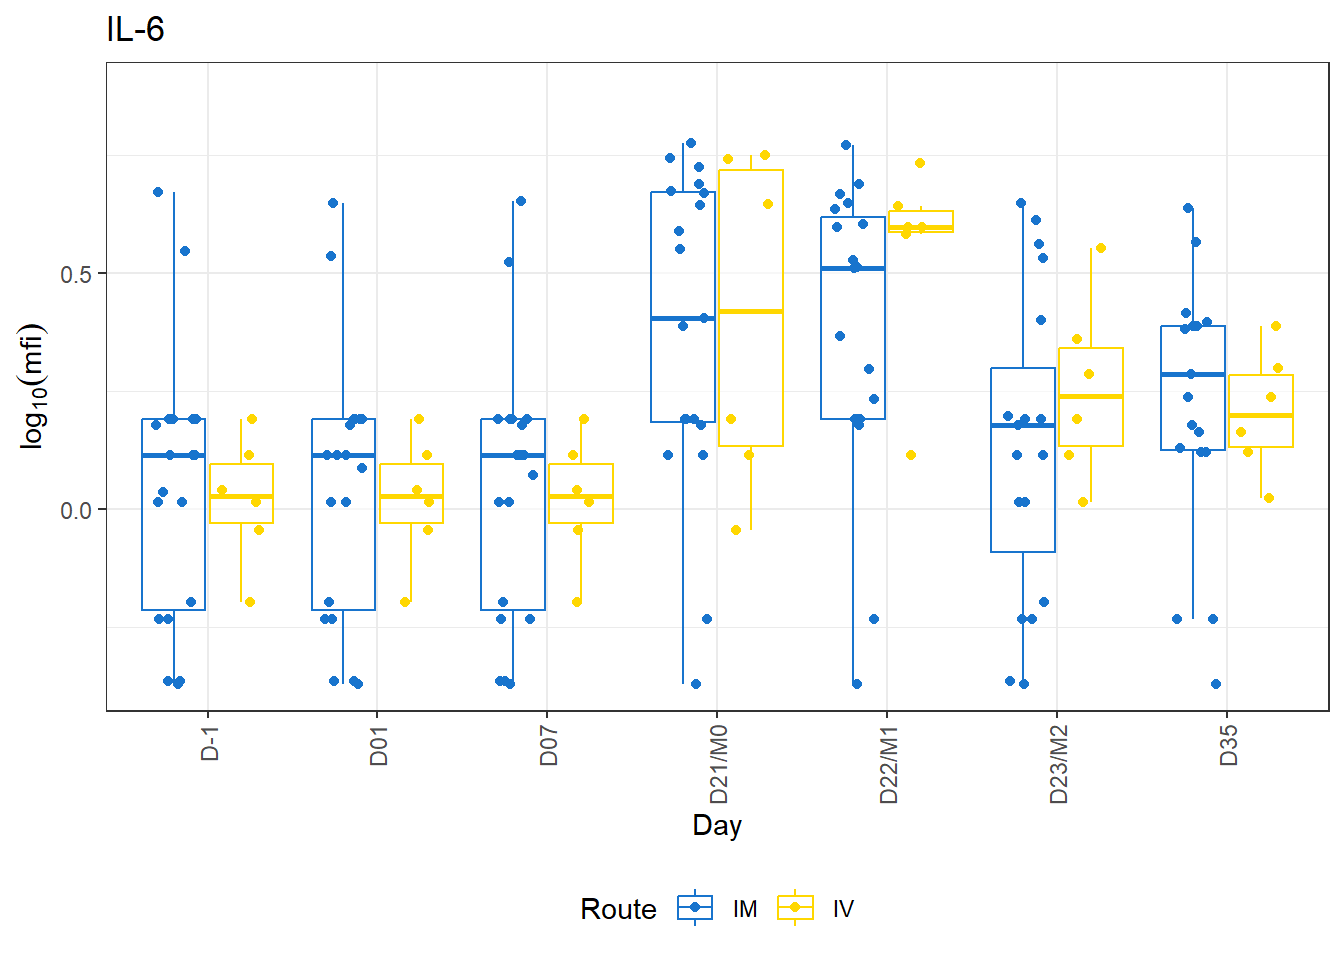 IL-6
log10(mfi)
0.5
0.0
D-1
D01
D07
D21/M0
D22/M1
D23/M2
D35
Day
Route IM IV